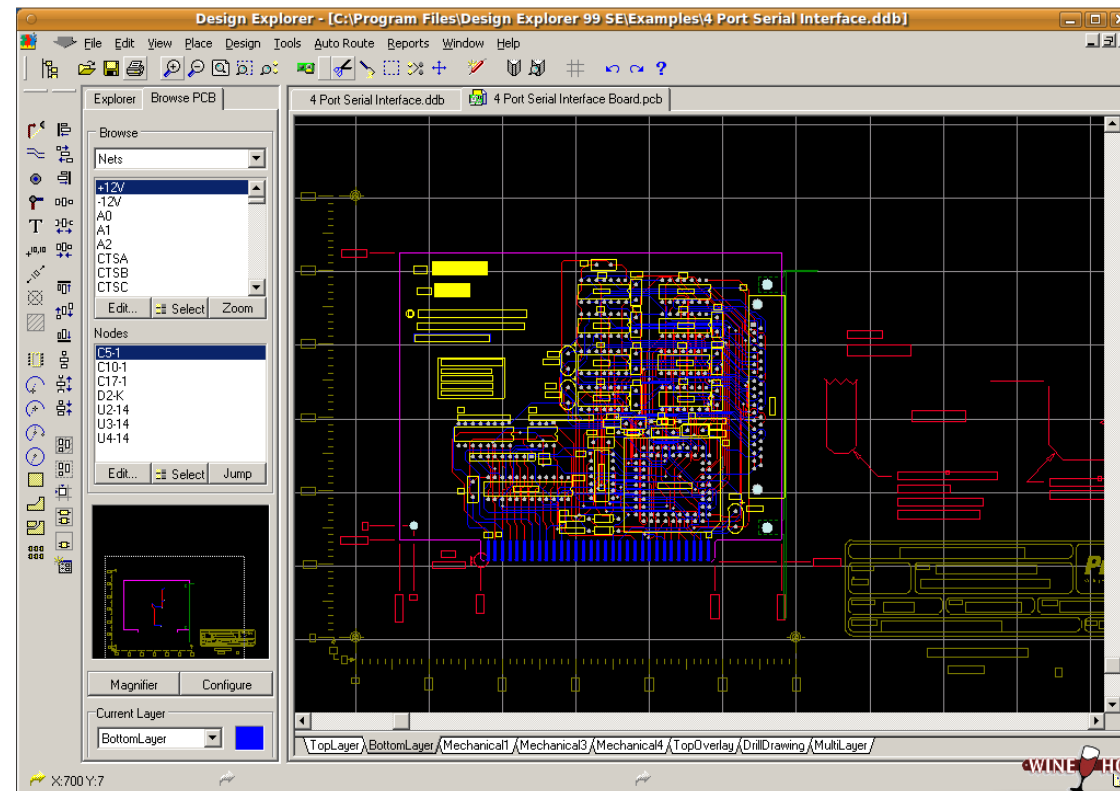 Design Explorer - [C:\Program Files\Design Explorer 99 SE\Examples\4 Port Serial Interface.ddb]
File Edit View Place Design Tools Auto Route Reports Window Help
Explorer Browse PCB
4 Port Serial Interface.ddb 4 Port Serial Interface Board.pcb
Browse
Nets
+12V
-12V
A0
A1
A2
CTSA
CTSB
CTSC
Edit... Select Zoom
Nodes
C5-1
C10-1
C17-1
D2-K
U2-14
U3-14
U4-14
Edit... Select Jump
Magnifier Configure
Current Layer
BottomLayer
TopLayer BottomLayer Mechanical1 Mechanical3 Mechanical4 TopOverlay DrillDrawing MultiLayer
X:700 Y:7
WINE